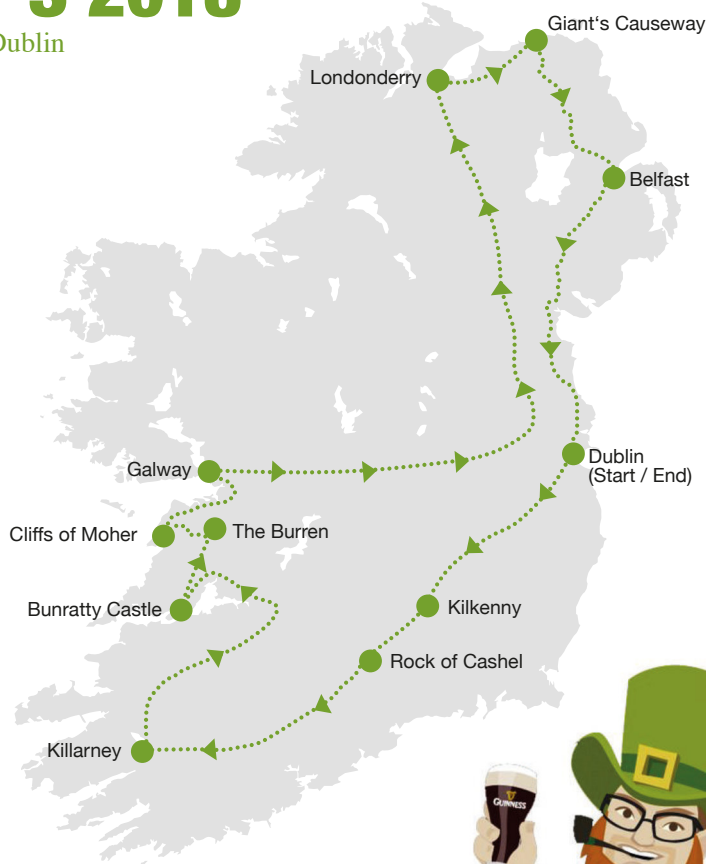 S 2018
Dublin
Giant‘s Causeway
Londonderry
Belfast
Galway
Dublin
(Start / End)
Cliffs of Moher
The Burren
Bunratty Castle
Kilkenny
Rock of Cashel
Killarney
GUINNESS